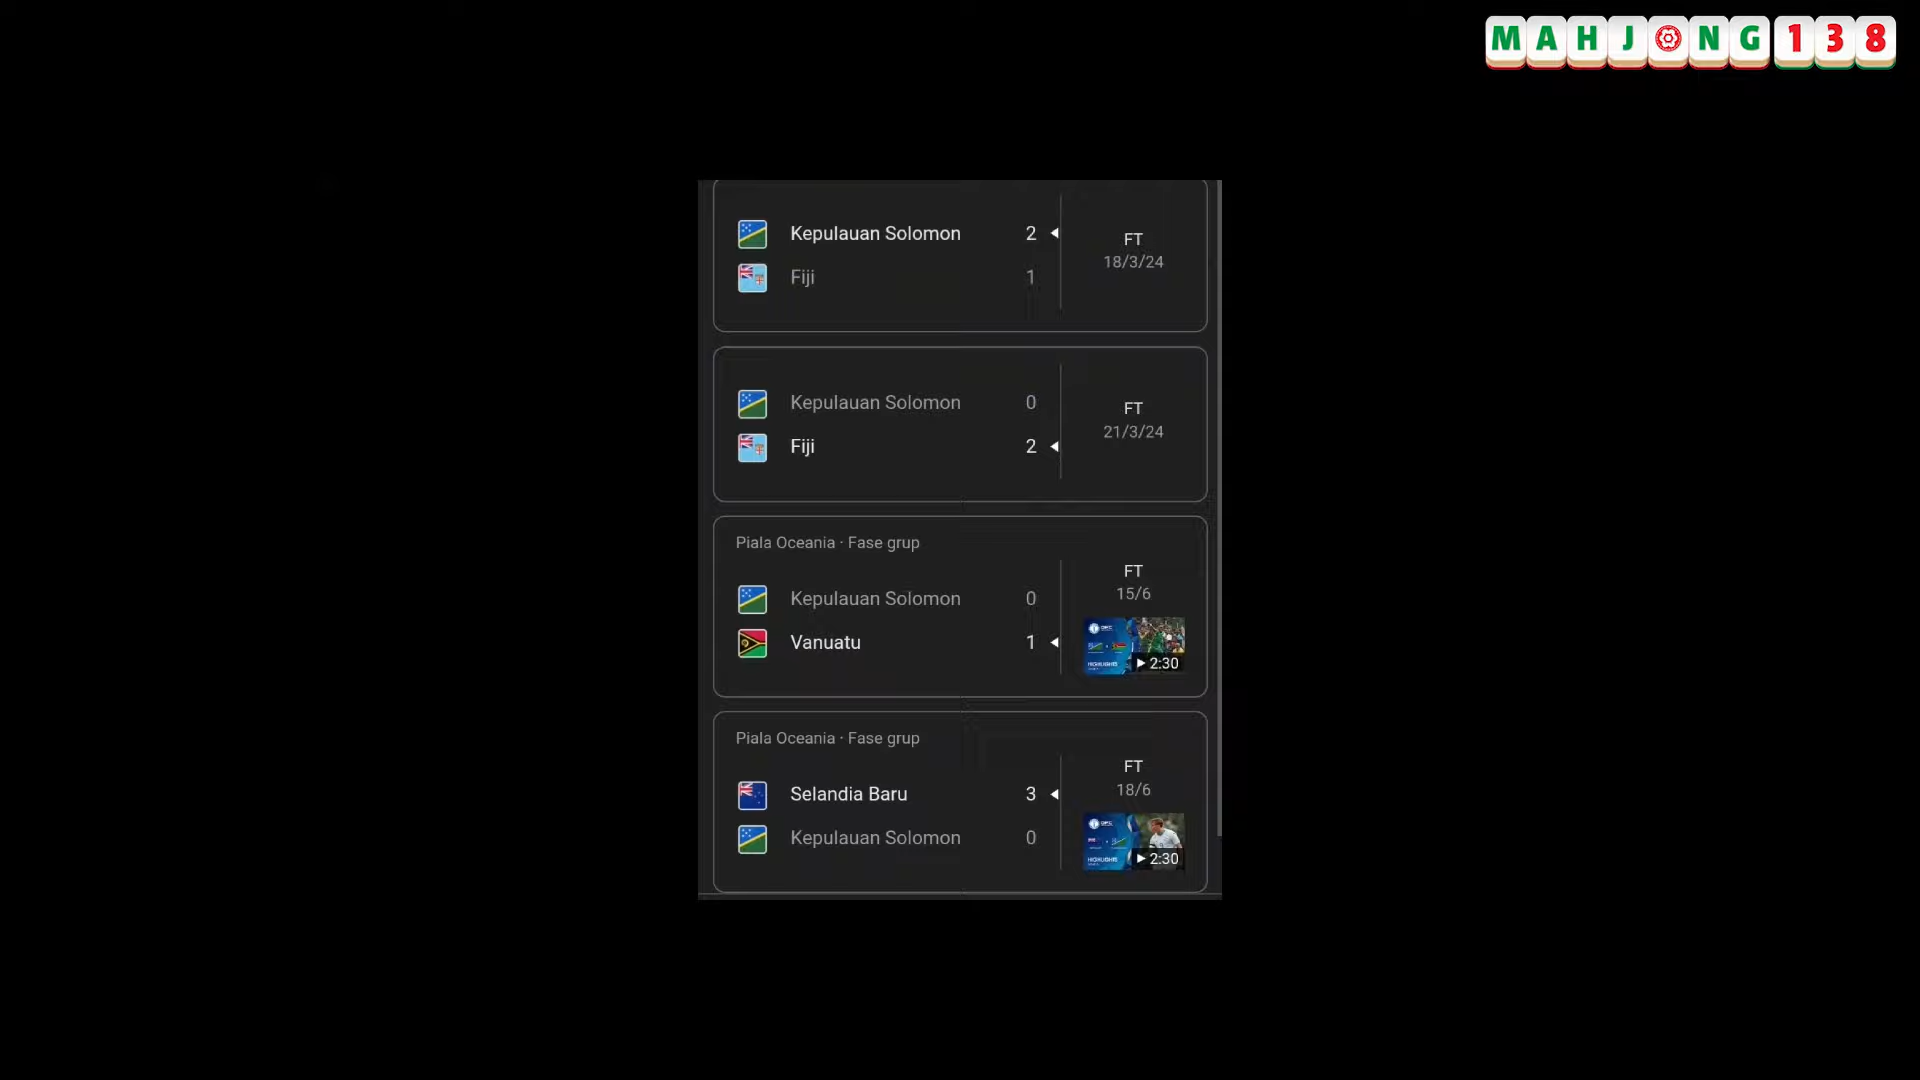 MAHJONG138
Kepulauan Solomon 2
FT
Fiji 1
18/3/24
Kepulauan Solomon 0
FT
Fiji 2
21/3/24
Piala Oceania · Fase grup
FT
15/6
Kepulauan Solomon 0
Vanuatu 1
HIGHLIGHTS
2:30
Piala Oceania · Fase grup
FT
18/6
Selandia Baru 3
Kepulauan Solomon 0
HIGHLIGHTS
2:30